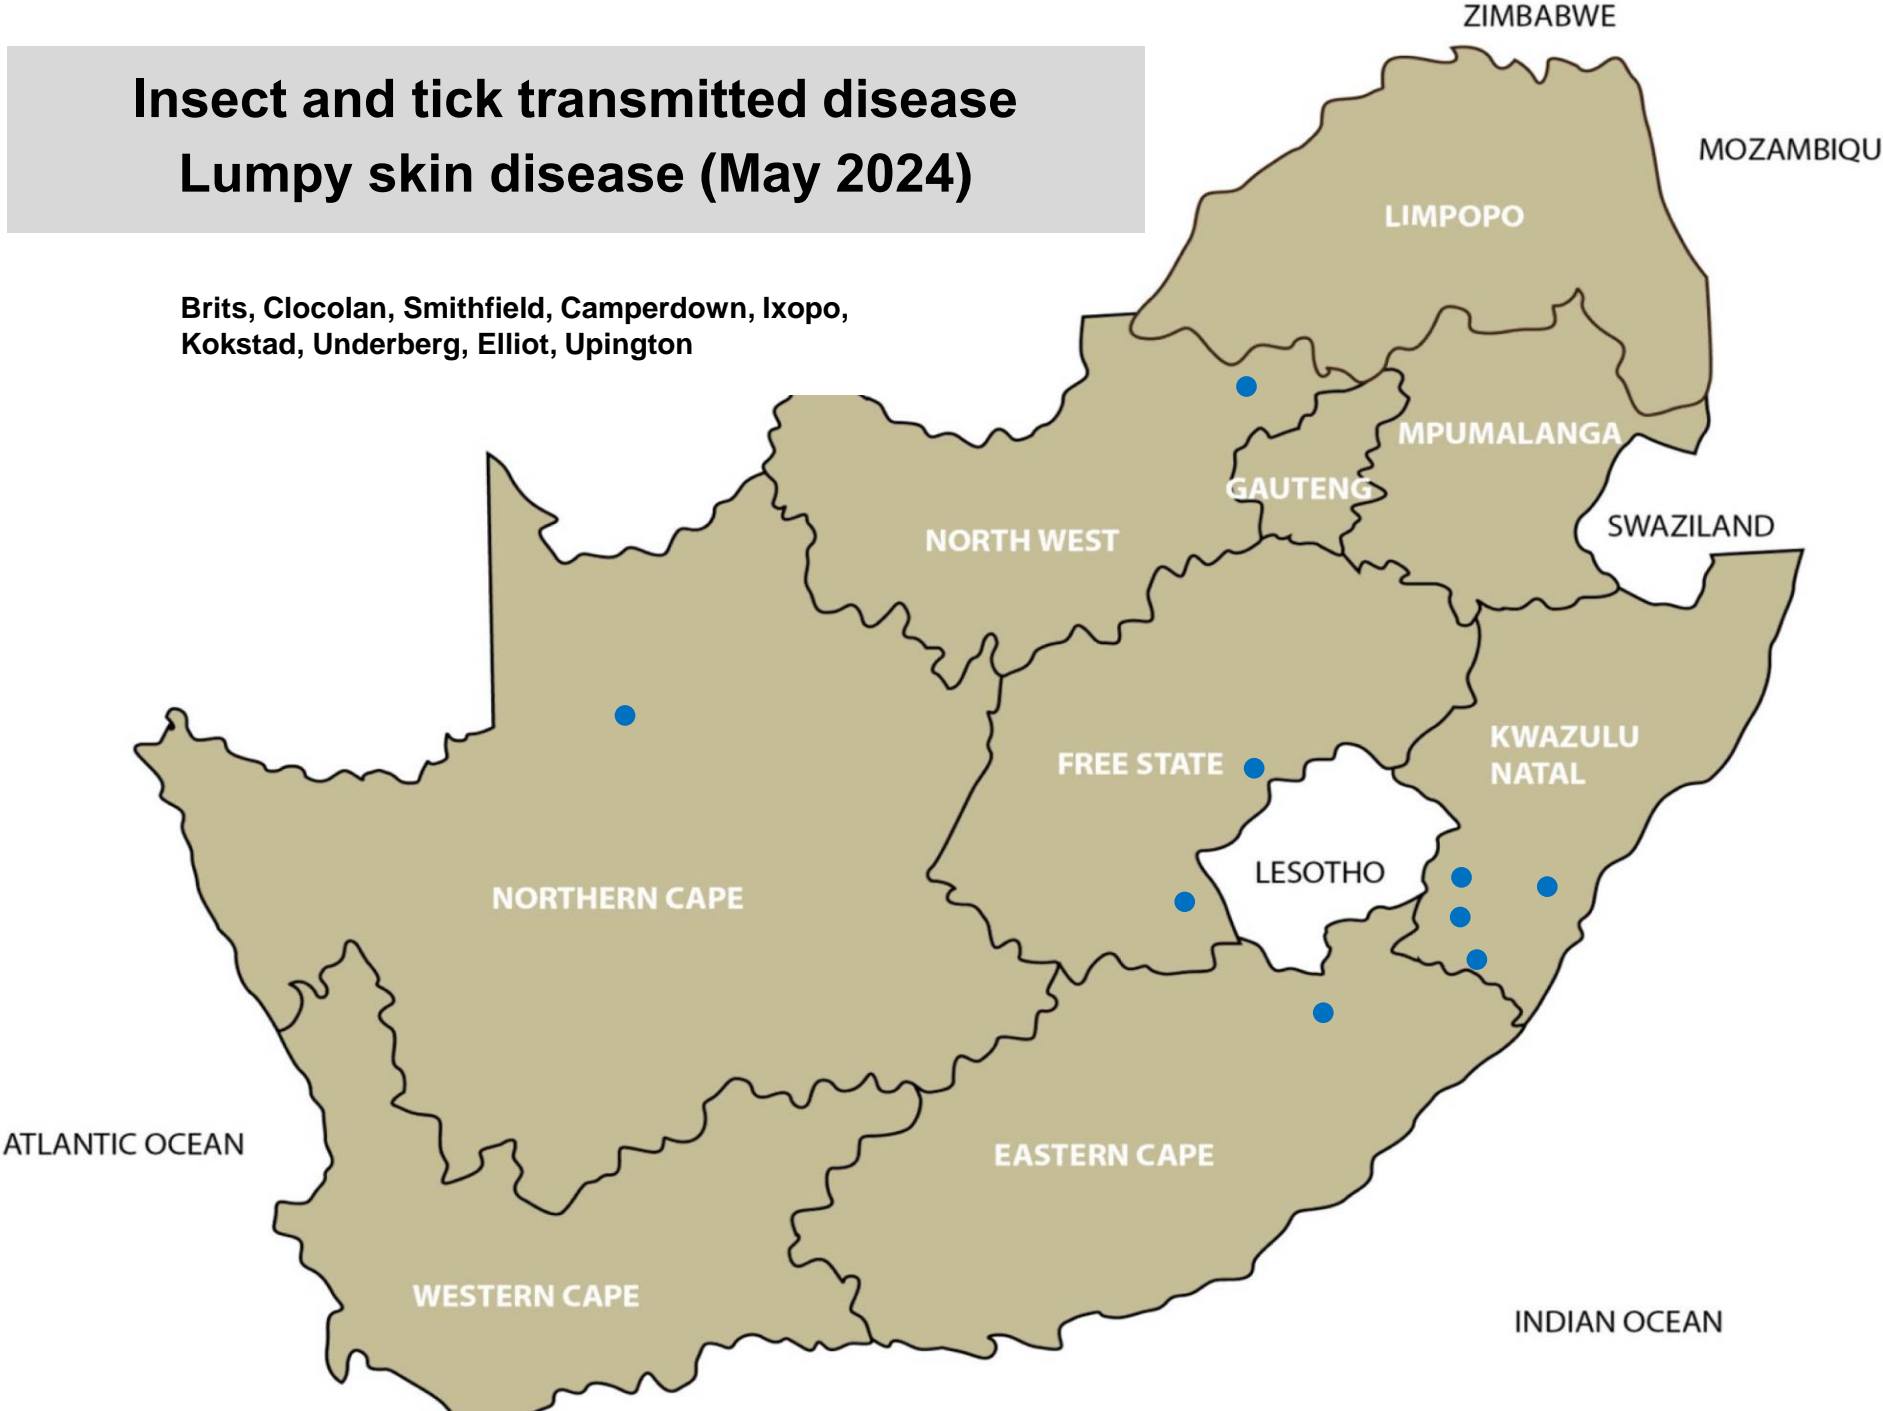 ZIMBABWE
Insect and tick transmitted disease
Lumpy skin disease (May 2024)
MOZAMBIQU
LIMPOPO
Brits, Clocolan, Smithfield, Camperdown, Ixopo,
Kokstad, Underberg, Elliot, Upington
MPUMALANGA
GAUTENG
SWAZILAND
NORTH WEST
KWAZULU
NATAL
FREE STATE
LESOTHO
NORTHERN CAPE
ATLANTIC OCEAN
EASTERN CAPE
WESTERN CAPE
INDIAN OCEAN